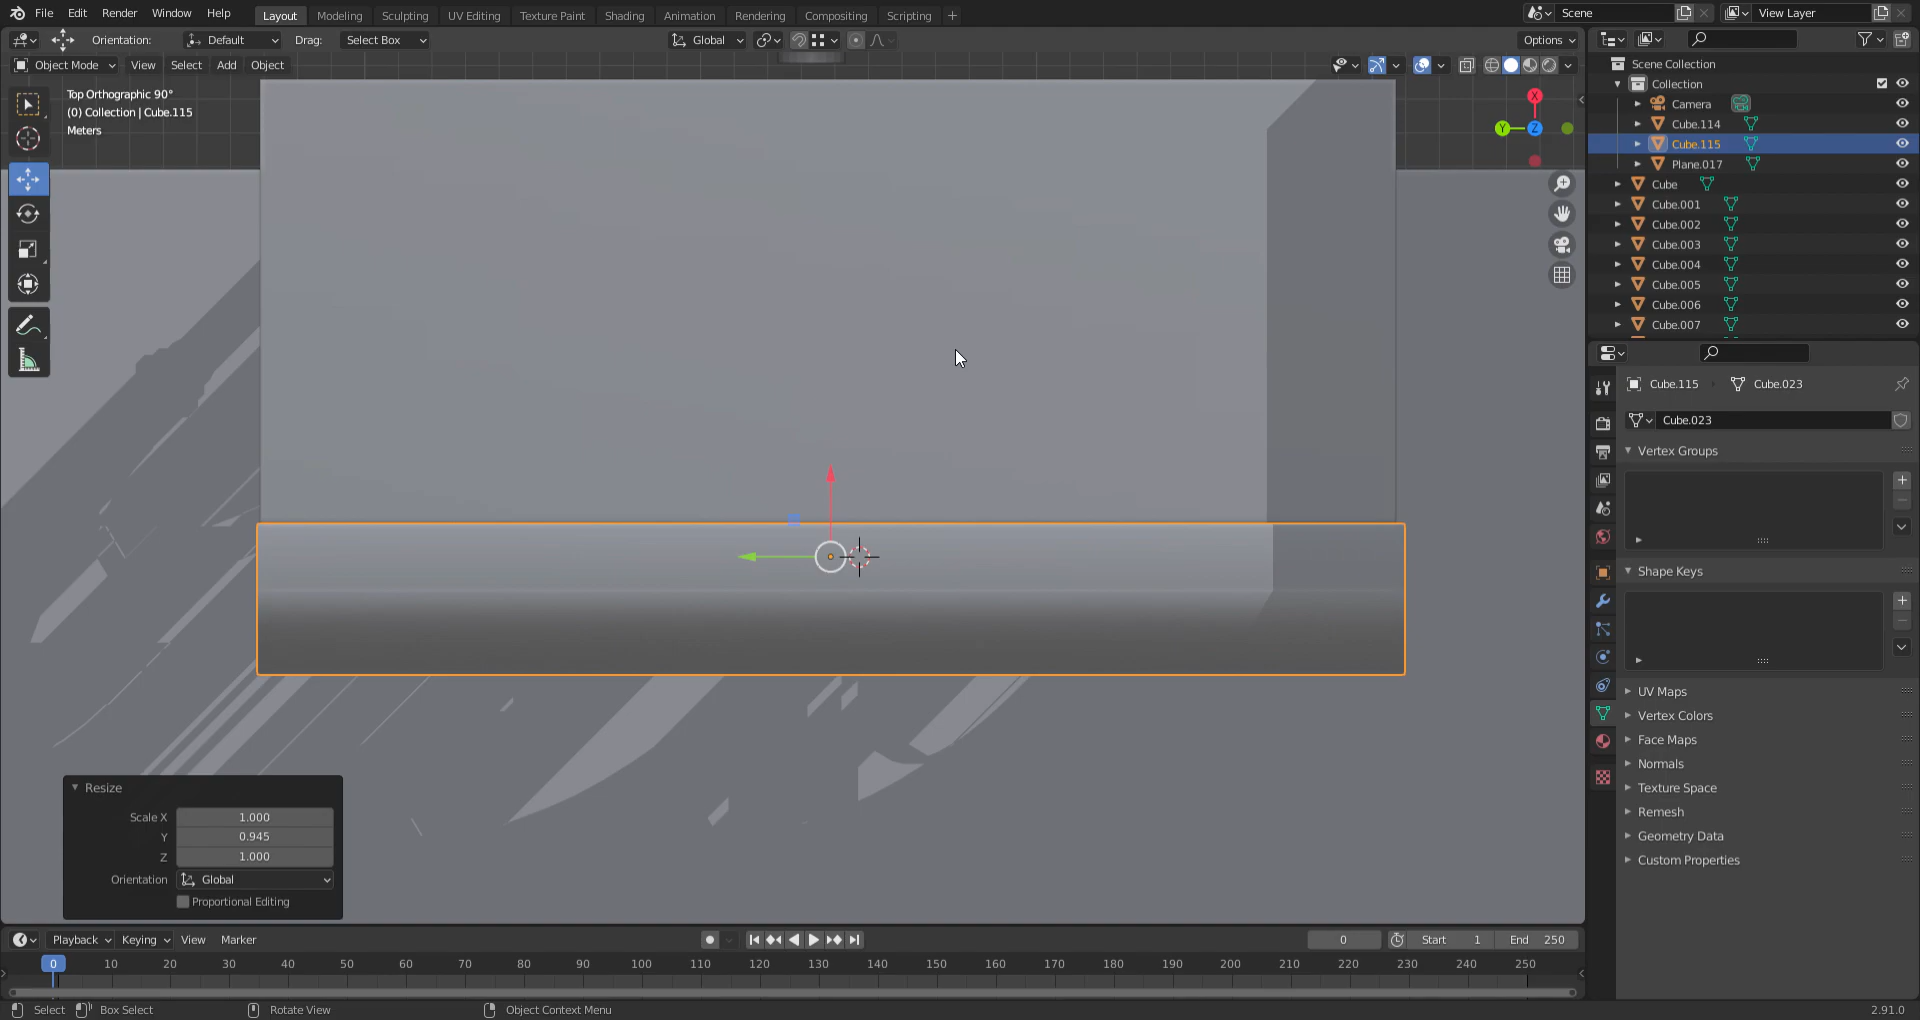 File Edit Render Window Help Layout Modeling Sculpting UV Editing Texture Paint Shading Animation Rendering Compositing Scripting + Scene View Layer
Orientation: Default Drag: Select Box Global Options
Object Mode View Select Add Object
Top Orthographic 90°
(0) Collection | Cube.115
Meters
X
Y
Z
Scene Collection
Collection
Camera
Cube.114
Cube.115
Plane.017
Cube
Cube.001
Cube.002
Cube.003
Cube.004
Cube.005
Cube.006
Cube.007
Cube.115 Cube.023
Cube.023
Vertex Groups
Shape Keys
UV Maps
Vertex Colors
Face Maps
Normals
Texture Space
Remesh
Geometry Data
Custom Properties
Resize
Scale X 1.000
Y 0.945
Z 1.000
Orientation Global
Proportional Editing
Playback Keying View Marker 0 Start 1 End 250
0 10 20 30 40 50 60 70 80 90 100 110 120 130 140 150 160 170 180 190 200 210 220 230 240 250
Select Box Select Rotate View Object Context Menu 2.91.0